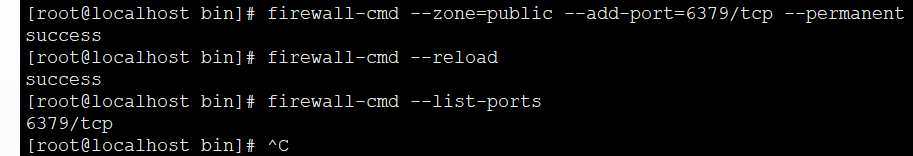 [root@localhost bin]# firewall-cmd --zone=public --add-port=6379/tcp --permanent
success
[root@localhost bin]# firewall-cmd --reload
success
[root@localhost bin]# firewall-cmd --list-ports
6379/tcp
[root@localhost bin]# ^C